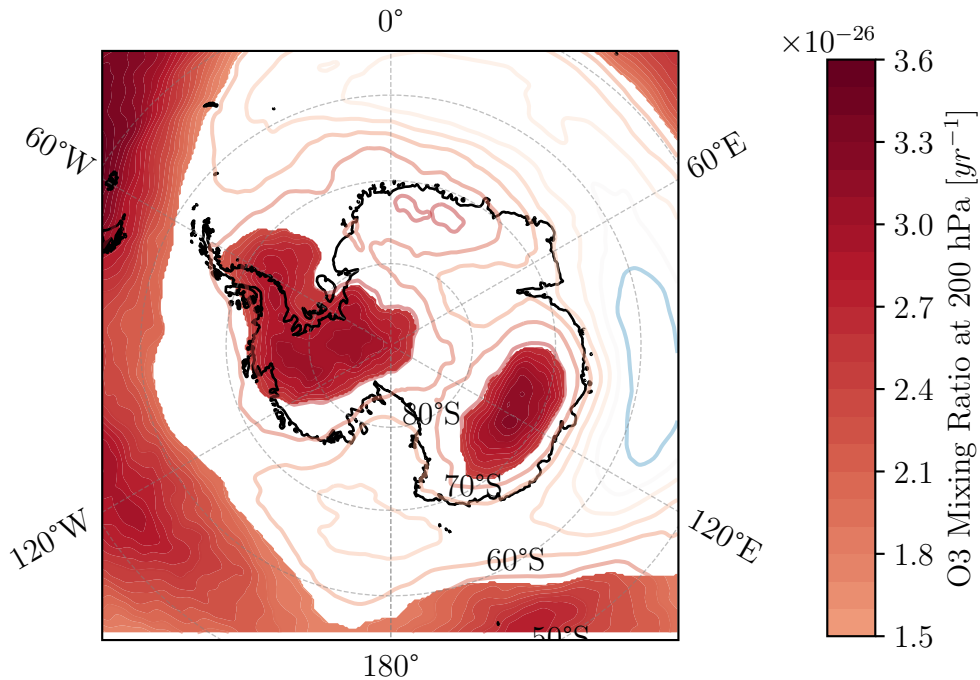 0°
×10⁻²⁶
60°W
60°E
80°S
70°S
120°W
120°E
60°S
50°S
180°
3.6
3.3
3.0
2.7
2.4
2.1
1.8
1.5
O3 Mixing Ratio at 200 hPa [yr⁻¹]